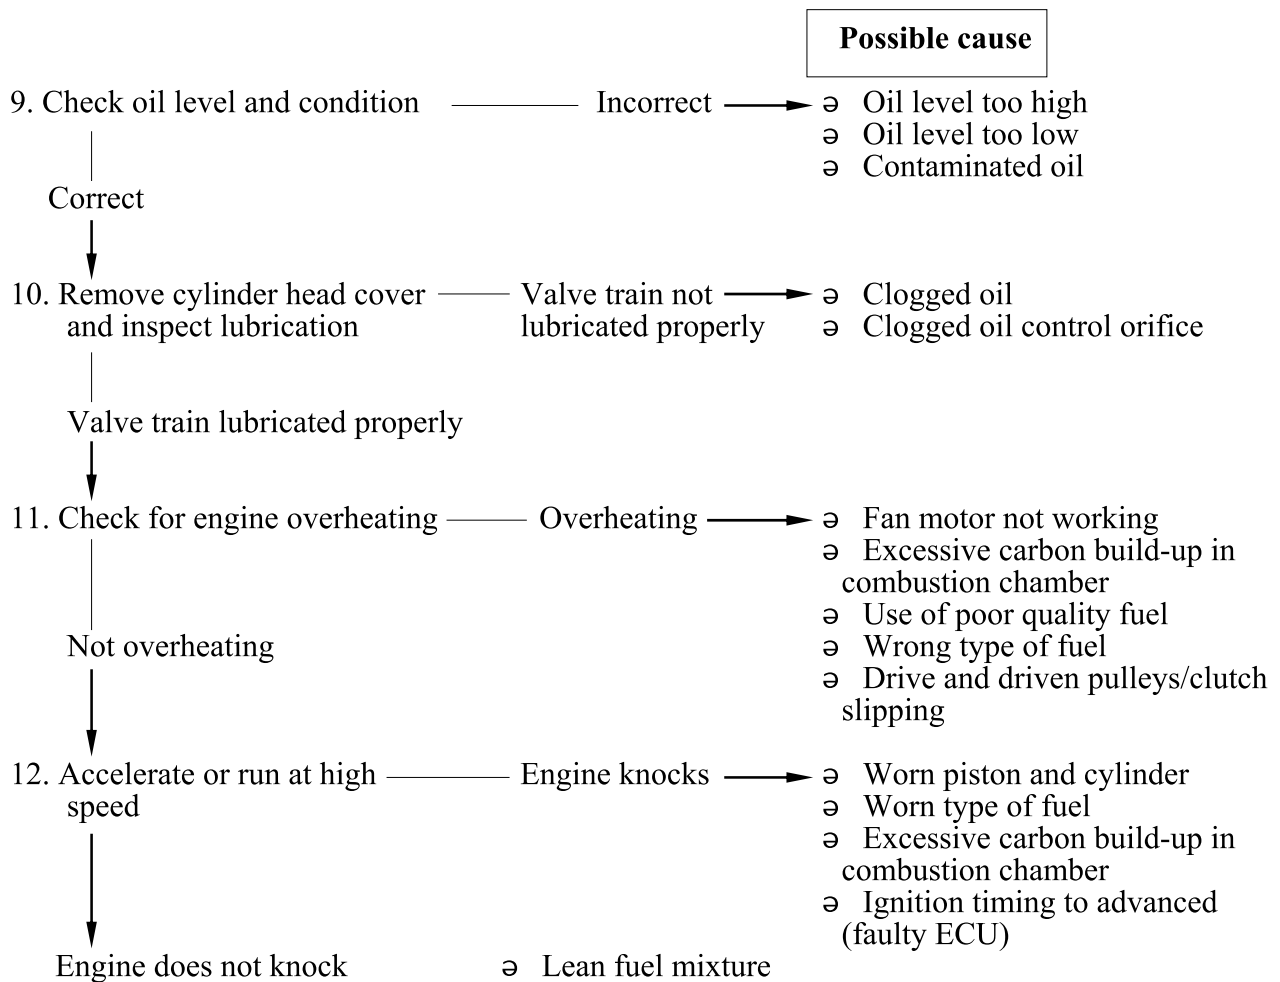 Possible cause
9. Check oil level and condition Incorrect ə Oil level too high
ə Oil level too low
ə Contaminated oil
Correct
10. Remove cylinder head cover Valve train not ə Clogged oil
and inspect lubrication lubricated properly ə Clogged oil control orifice
Valve train lubricated properly
11. Check for engine overheating Overheating ə Fan motor not working
ə Excessive carbon build-up in
combustion chamber
ə Use of poor quality fuel
Not overheating ə Wrong type of fuel
ə Drive and driven pulleys/clutch
slipping
12. Accelerate or run at high Engine knocks ə Worn piston and cylinder
speed ə Worn type of fuel
ə Excessive carbon build-up in
combustion chamber
ə Ignition timing to advanced
(faulty ECU)
Engine does not knock ə Lean fuel mixture